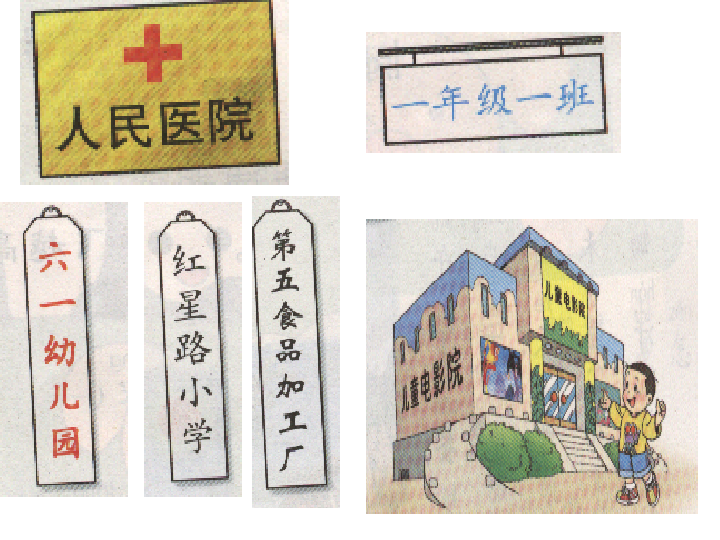 人民医院
一年级一班
六一幼儿园
红星路小学
第五食品加工厂
儿童电影院
儿童电影院